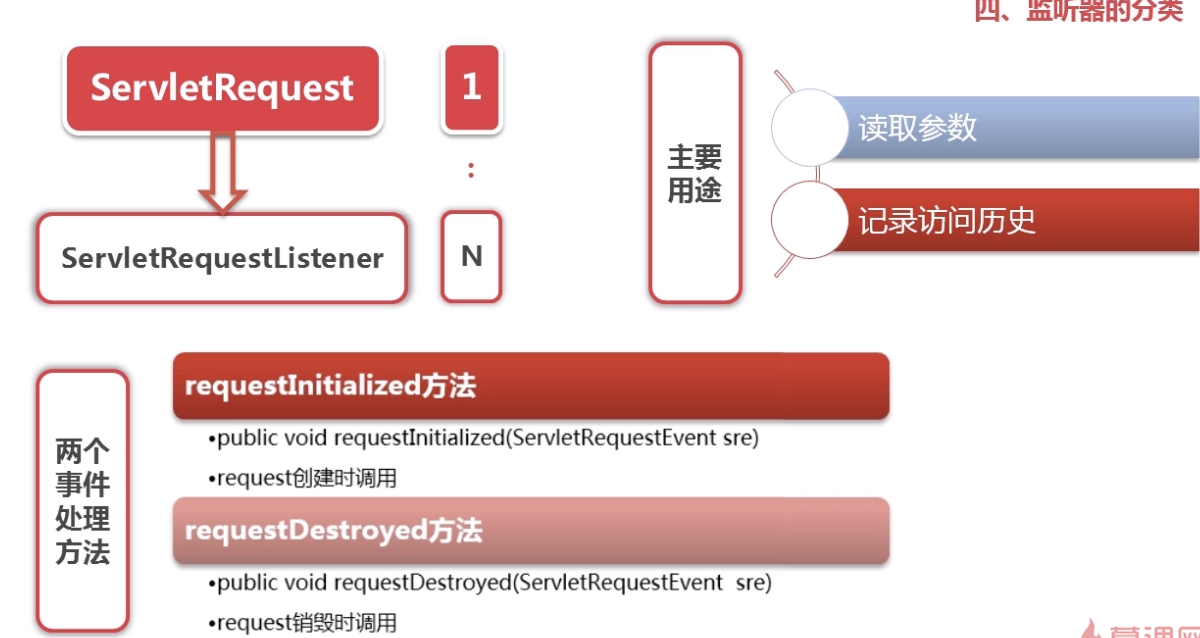 四、监听器的分类
ServletRequest
1
:
ServletRequestListener
N
主要
用途
读取参数
记录访问历史
两个
事件
处理
方法
requestInitialized方法
•public void requestInitialized(ServletRequestEvent sre)
•request创建时调用
requestDestroyed方法
•public void requestDestroyed(ServletRequestEvent  sre)
•request销毁时调用
慕课网